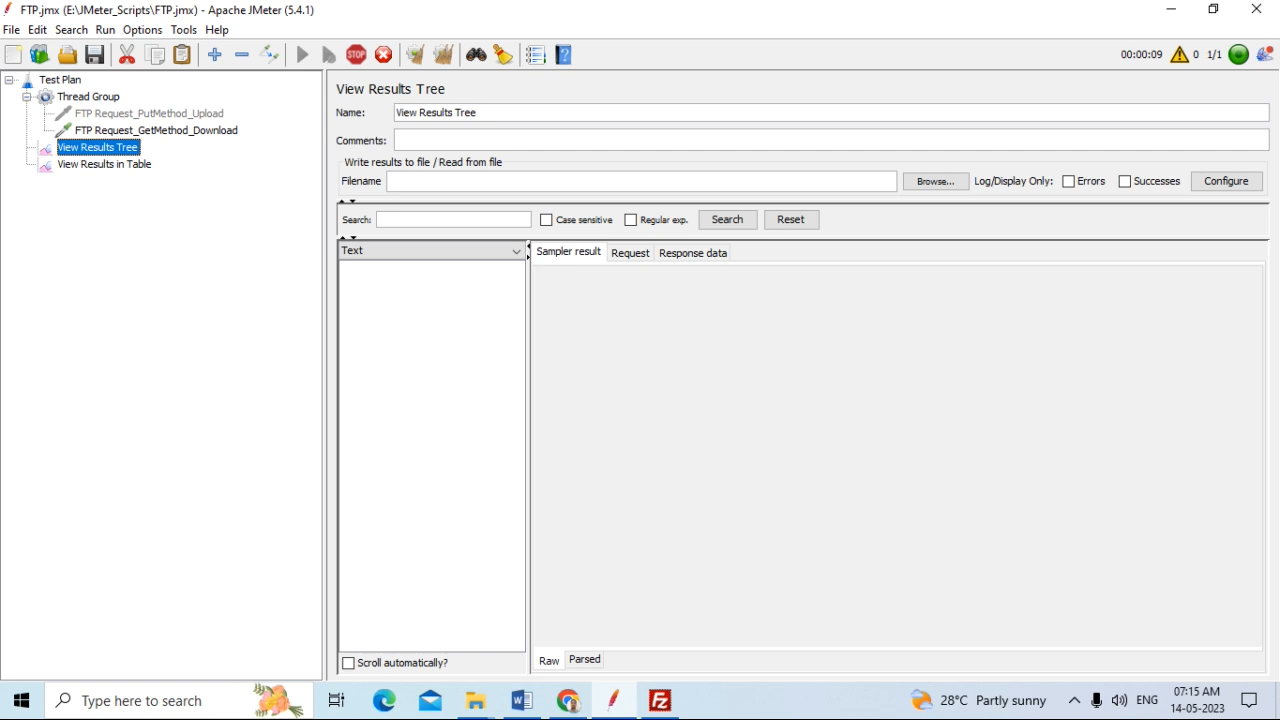 FTP.jmx (E:\JMeter_Scripts\FTP.jmx) - Apache JMeter (5.4.1)
File Edit Search Run Options Tools Help
STOP 00:00:09 0 1/1
Test Plan
Thread Group
FTP Request_PutMethod_Upload
FTP Request_GetMethod_Download
View Results Tree
View Results in Table
View Results Tree
Name: View Results Tree
Comments:
Write results to file / Read from file
Filename Browse... Log/Display Only: Errors Successes Configure
Search: Case sensitive Regular exp. Search Reset
Text
Sampler result Request Response data
Scroll automatically?
Raw Parsed
Type here to search
28°C Partly sunny
ENG
07:15 AM
14-05-2023